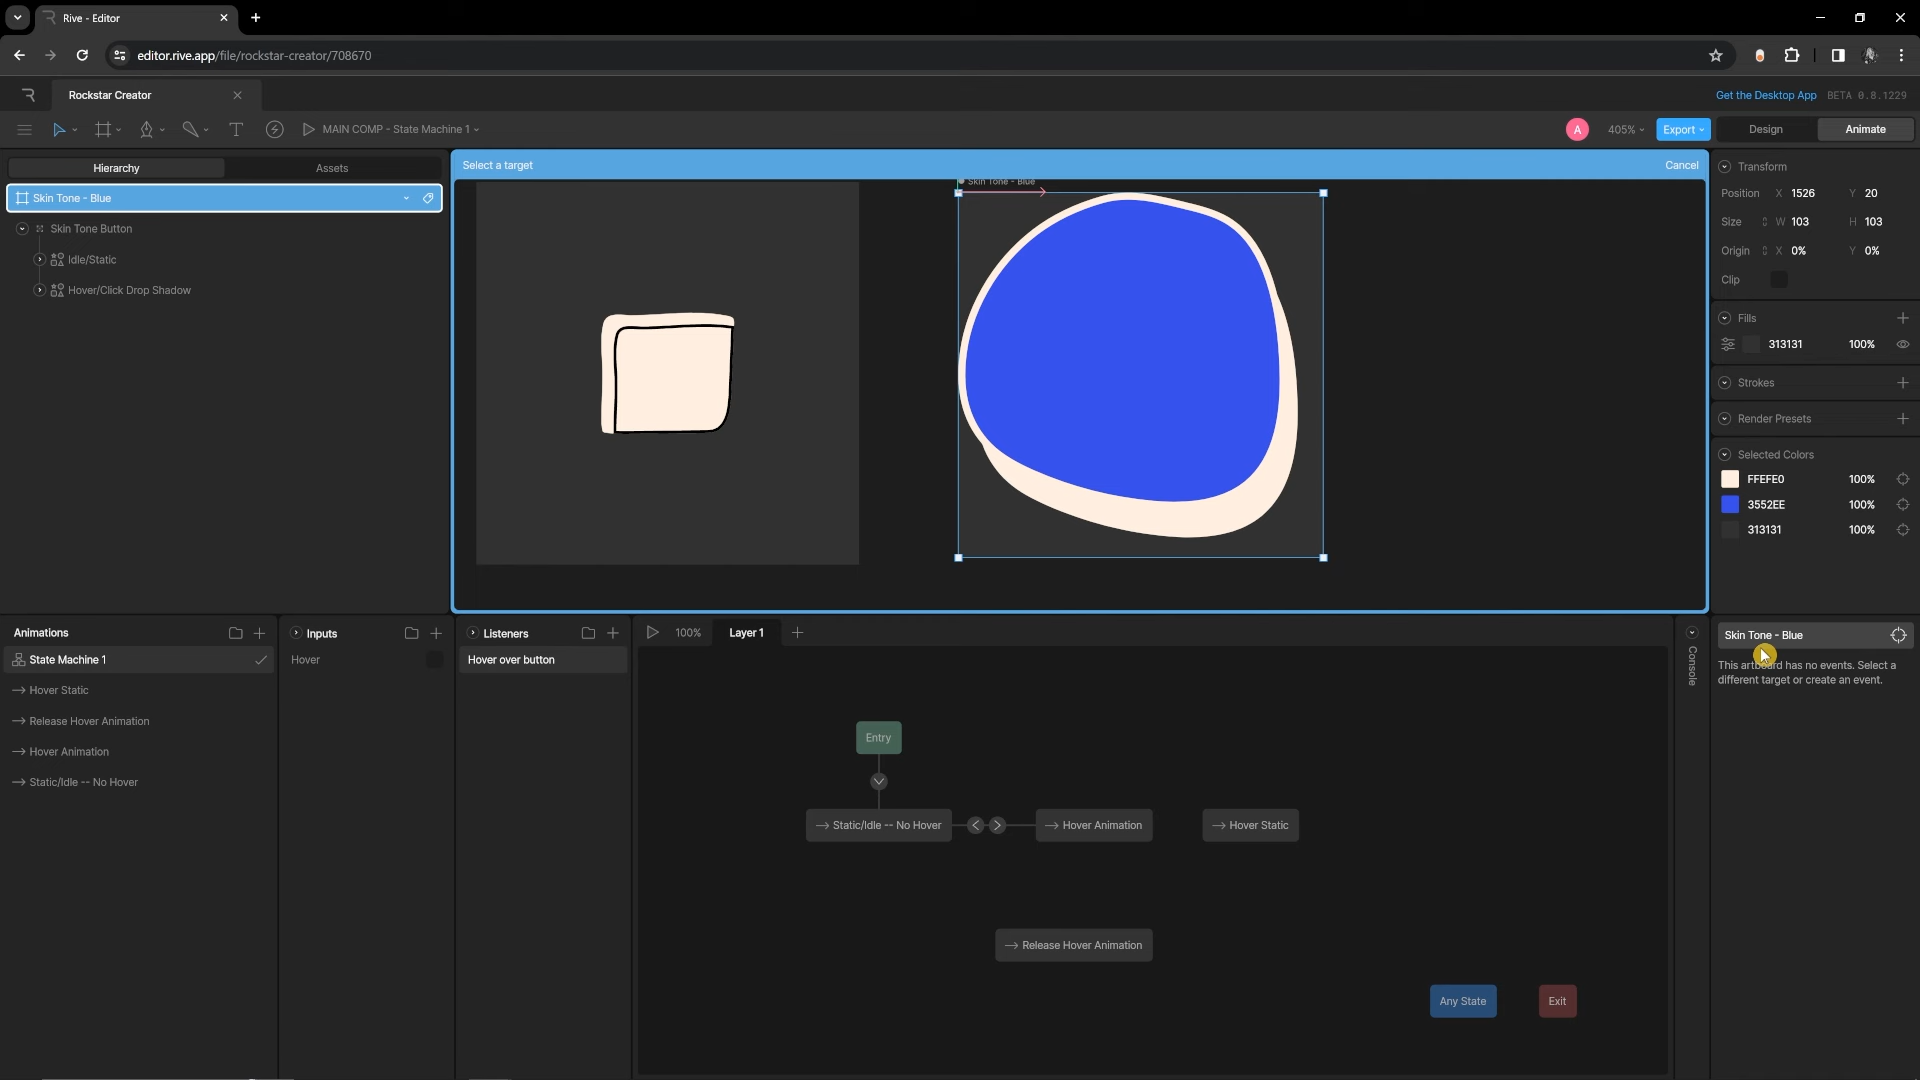 Rive - Editor
editor.rive.app/file/rockstar-creator/708670
Rockstar Creator
Get the Desktop App BETA 0.8.1229
MAIN COMP - State Machine 1
A 405% Export Design Animate
Hierarchy Assets
Select a target Cancel
Transform
Skin Tone - Blue
Skin Tone - Blue
Position X 1526 Y 20
Skin Tone Button
Size W 103 H 103
Origin X 0% Y 0%
Idle/Static
Clip
Hover/Click Drop Shadow
Fills
313131 100%
Strokes
Render Presets
Selected Colors
FFEFE0 100%
3552EE 100%
313131 100%
Animations
Inputs
Listeners
100% Layer 1
Skin Tone - Blue
State Machine 1
Hover
Hover over button
Console
This artboard has no events. Select a
different target or create an event.
Hover Static
Release Hover Animation
Hover Animation
Static/Idle -- No Hover
Entry
Static/Idle -- No Hover
Hover Animation
Hover Static
Release Hover Animation
Any State
Exit